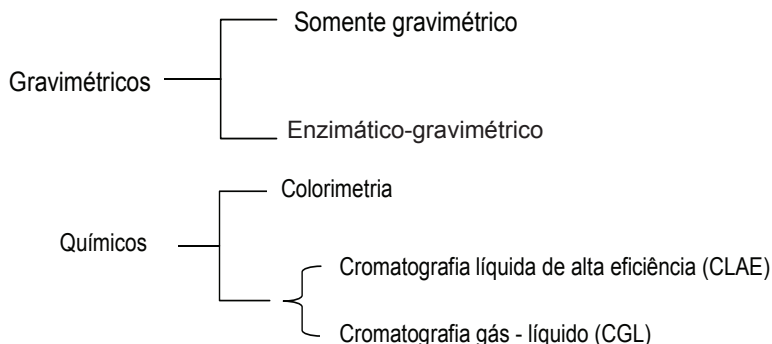 Somente gravimétrico
Gravimétricos
Enzimático-gravimétrico
Colorimetria
Químicos
Cromatografia líquida de alta eficiência (CLAE)
Cromatografia gás - líquido (CGL)